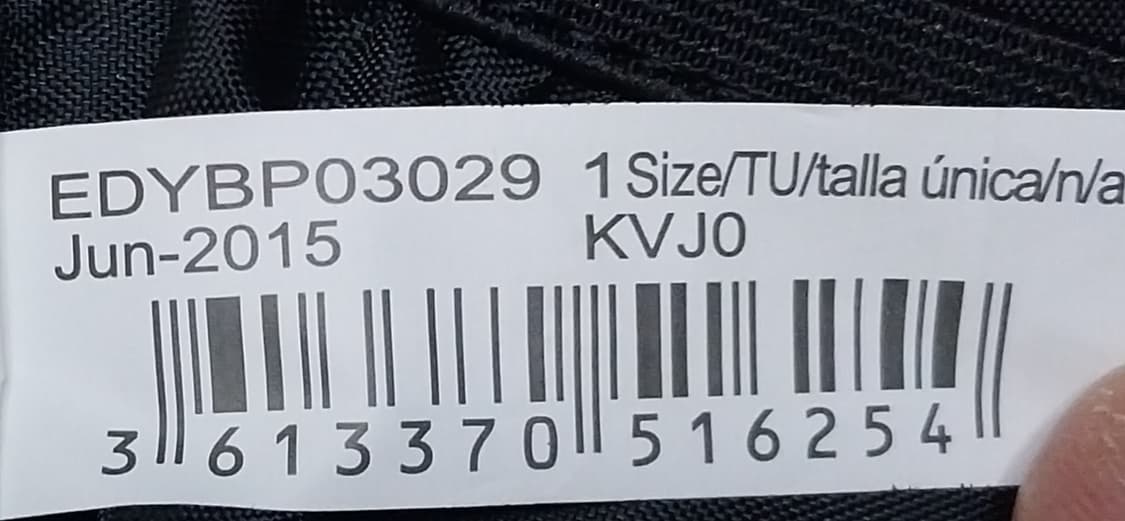 EDYBP03029 1 Size/TU/talla única/n/a
Jun-2015 KVJ0
3 613370 516254